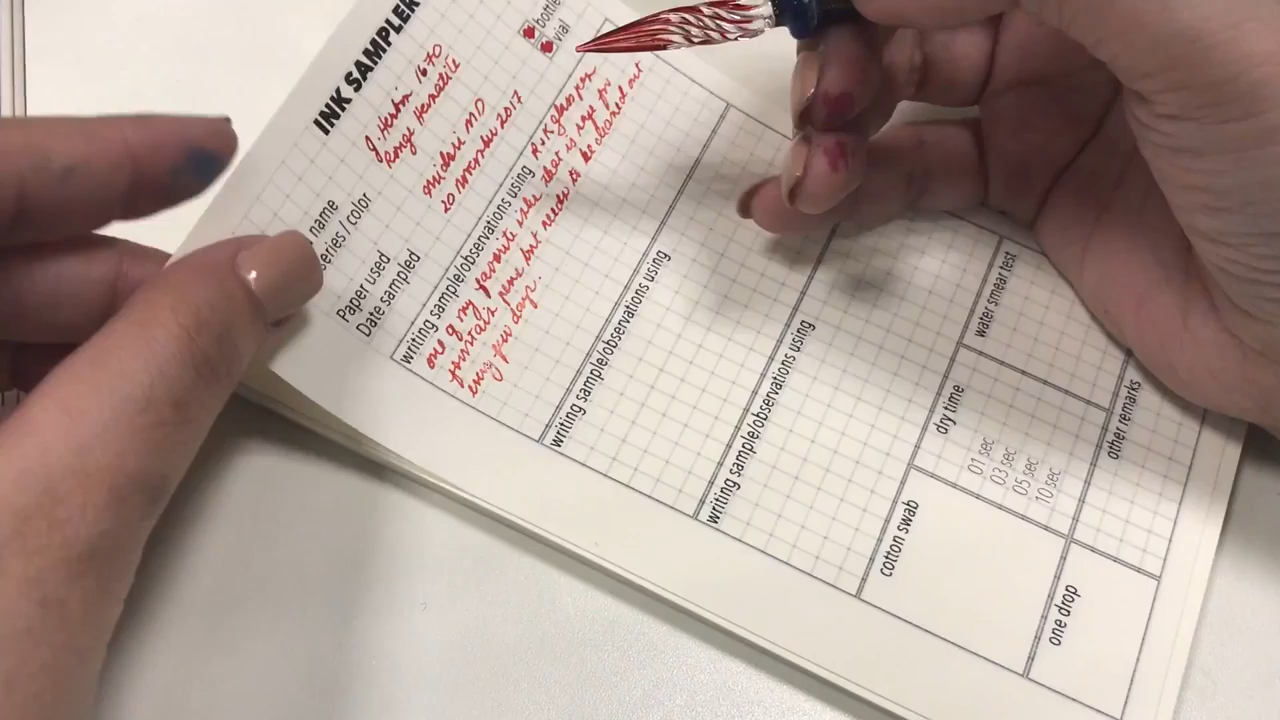 INK SAMPLER
bottle
vial
name
J. Herbin 1670
series / color
Rouge Hematite
Paper used
midori MD
Date sampled
20 november 2017
writing sample/observations using R+K glass pen
one of my favorite inks that is safe for
fountain pens but needs to be cleaned out
every few days.
writing sample/observations using
writing sample/observations using
cotton swab
dry time
01 sec
03 sec
05 sec
10 sec
water smear test
one drop
other remarks